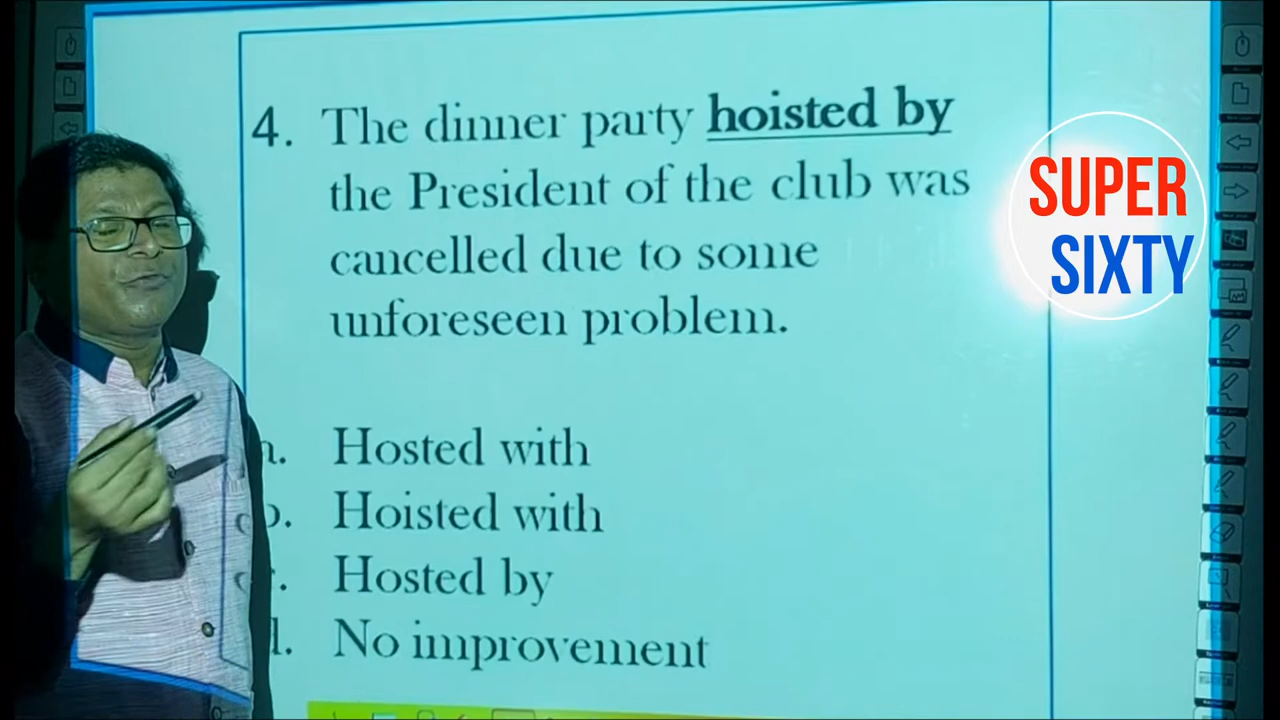 4. The dinner party hoisted by
the President of the club was
cancelled due to some
unforeseen problem.
a. Hosted with
b. Hoisted with
c. Hosted by
d. No improvement
SUPER
SIXTY